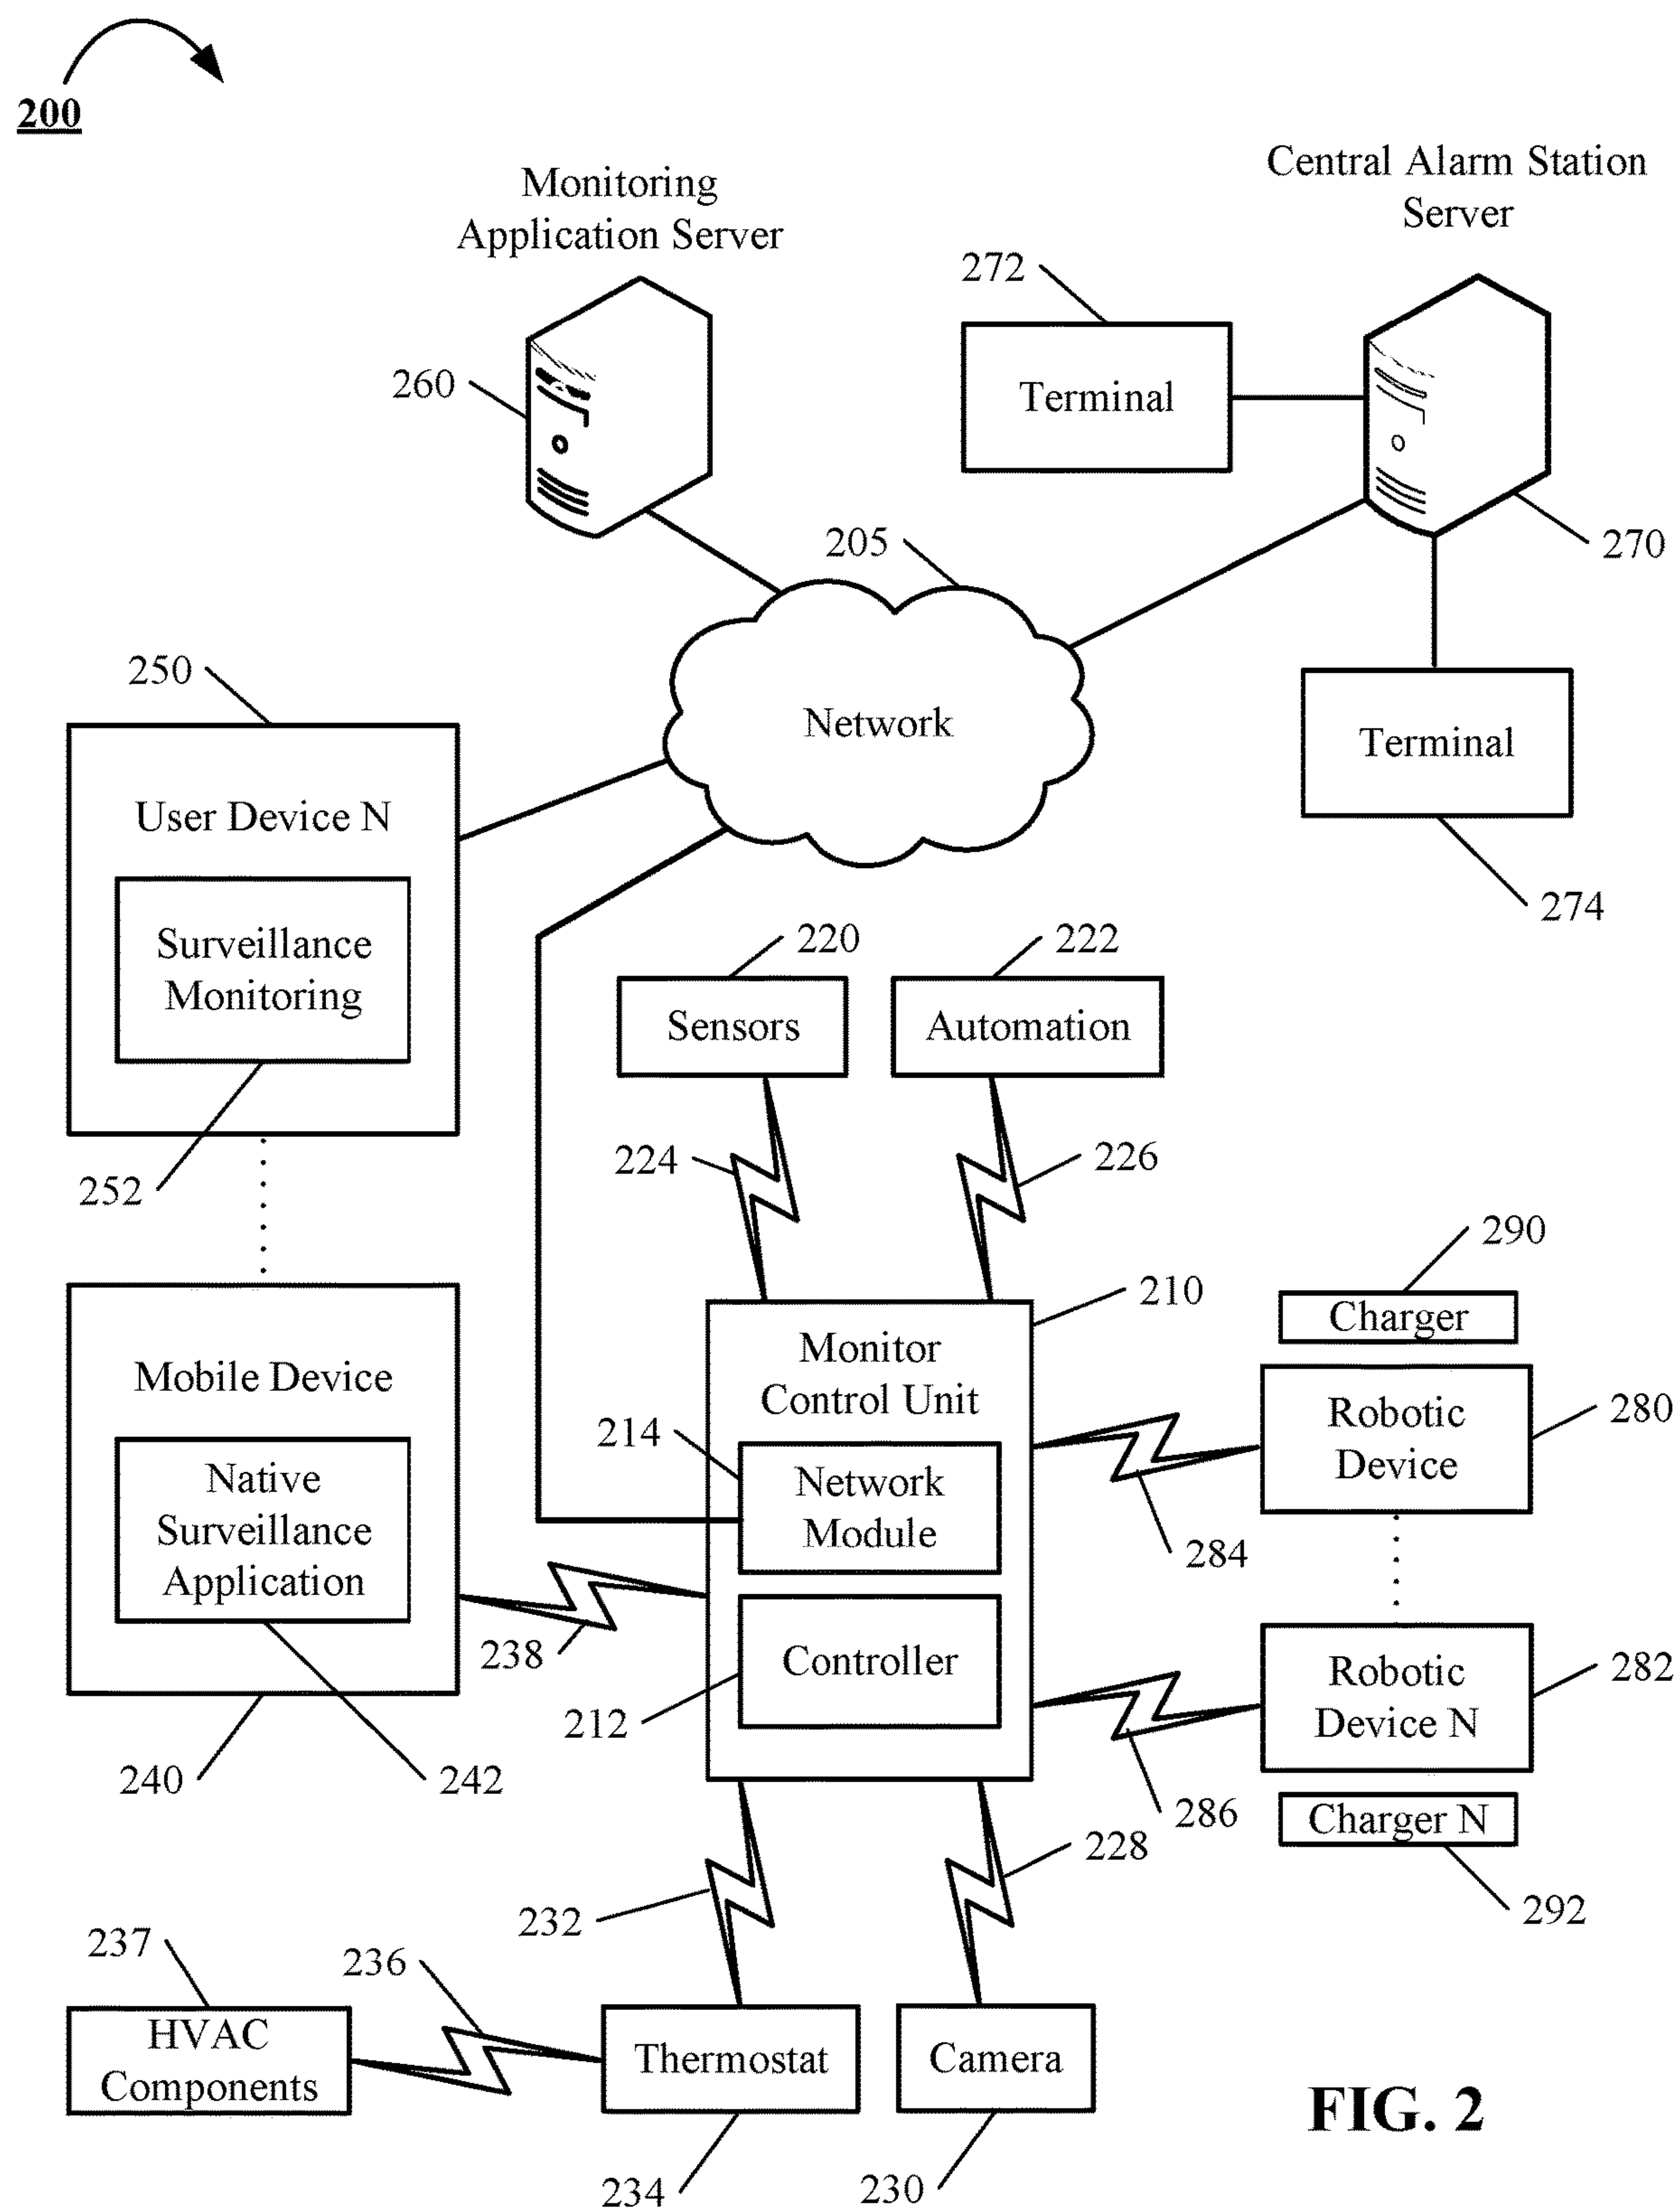 200
Monitoring
Application Server
Central Alarm Station
Server
272
Terminal
260
205
270
Network
250
Terminal
274
User Device N
Surveillance
Monitoring
252
220
222
Sensors
Automation
224
226
290
Charger
210
Monitor
Control Unit
214
Network
Module
Controller
212
Mobile Device
Native
Surveillance
Application
240
242
238
Robotic
Device
280
284
Robotic
Device N
282
286
Charger N
292
228
232
237
236
HVAC
Components
Thermostat
Camera
234
230
FIG. 2